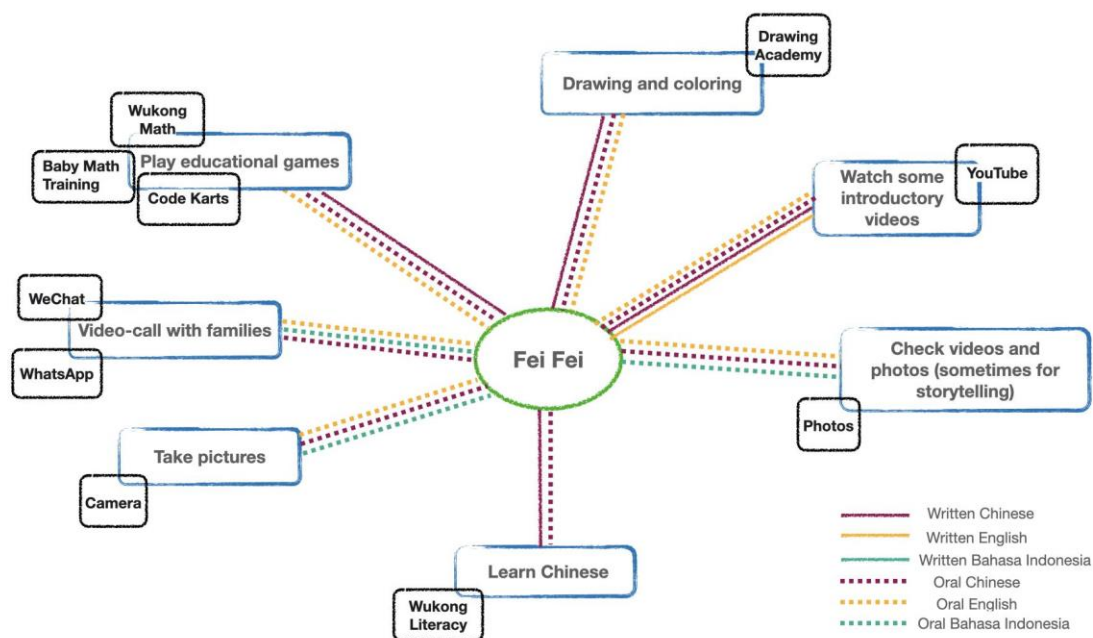 Drawing
Academy
Drawing and coloring
Wukong
Math
Play educational games
Baby Math
Training
Code Karts
Watch some
introductory
videos
YouTube
WeChat
Video-call with families
WhatsApp
Fei Fei
Check videos and
photos (sometimes for
storytelling)
Photos
Take pictures
Camera
Learn Chinese
Wukong
Literacy
Written Chinese
Written English
Written Bahasa Indonesia
Oral Chinese
Oral English
Oral Bahasa Indonesia